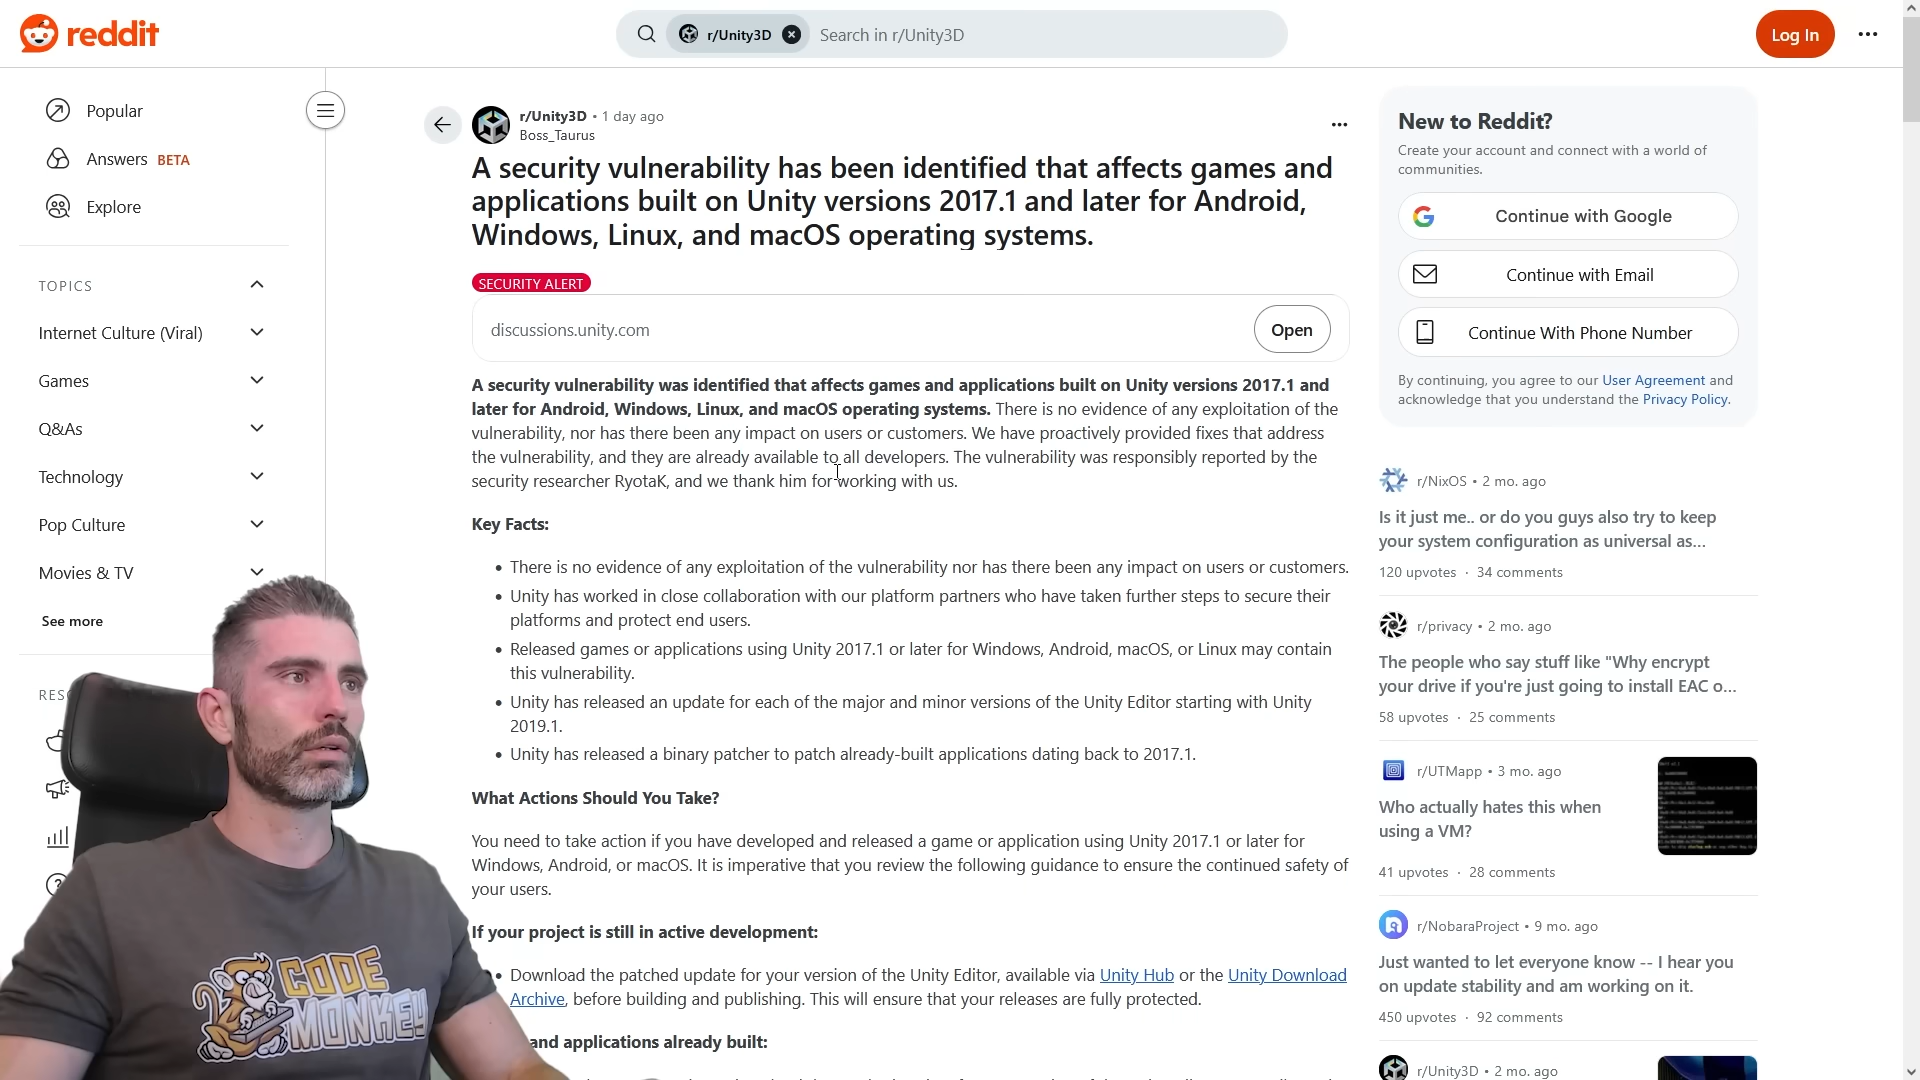 reddit
r/Unity3D
Search in r/Unity3D
Log In
Popular
Answers BETA
Explore
TOPICS
Internet Culture (Viral)
Games
Q&As
Technology
Pop Culture
Movies & TV
See more
r/Unity3D • 1 day ago
Boss_Taurus
A security vulnerability has been identified that affects games and
applications built on Unity versions 2017.1 and later for Android,
Windows, Linux, and macOS operating systems.
SECURITY ALERT
discussions.unity.com
Open
A security vulnerability was identified that affects games and applications built on Unity versions 2017.1 and
later for Android, Windows, Linux, and macOS operating systems. There is no evidence of any exploitation of the
vulnerability, nor has there been any impact on users or customers. We have proactively provided fixes that address
the vulnerability, and they are already available to all developers. The vulnerability was responsibly reported by the
security researcher RyotaK, and we thank him for working with us.
Key Facts:
• There is no evidence of any exploitation of the vulnerability nor has there been any impact on users or customers.
• Unity has worked in close collaboration with our platform partners who have taken further steps to secure their
platforms and protect end users.
• Released games or applications using Unity 2017.1 or later for Windows, Android, macOS, or Linux may contain
this vulnerability.
• Unity has released an update for each of the major and minor versions of the Unity Editor starting with Unity
2019.1.
• Unity has released a binary patcher to patch already-built applications dating back to 2017.1.
What Actions Should You Take?
You need to take action if you have developed and released a game or application using Unity 2017.1 or later for
Windows, Android, or macOS. It is imperative that you review the following guidance to ensure the continued safety of
your users.
If your project is still in active development:
• Download the patched update for your version of the Unity Editor, available via Unity Hub or the Unity Download
Archive, before building and publishing. This will ensure that your releases are fully protected.
and applications already built:
CODE
MONKEY
New to Reddit?
Create your account and connect with a world of
communities.
Continue with Google
Continue with Email
Continue With Phone Number
By continuing, you agree to our User Agreement and
acknowledge that you understand the Privacy Policy.
r/NixOS • 2 mo. ago
Is it just me.. or do you guys also try to keep
your system configuration as universal as...
120 upvotes · 34 comments
r/privacy • 2 mo. ago
The people who say stuff like "Why encrypt
your drive if you're just going to install EAC o...
58 upvotes · 25 comments
r/UTMapp • 3 mo. ago
Who actually hates this when
using a VM?
41 upvotes · 28 comments
r/NobaraProject • 9 mo. ago
Just wanted to let everyone know -- I hear you
on update stability and am working on it.
450 upvotes · 92 comments
r/Unity3D • 2 mo. ago